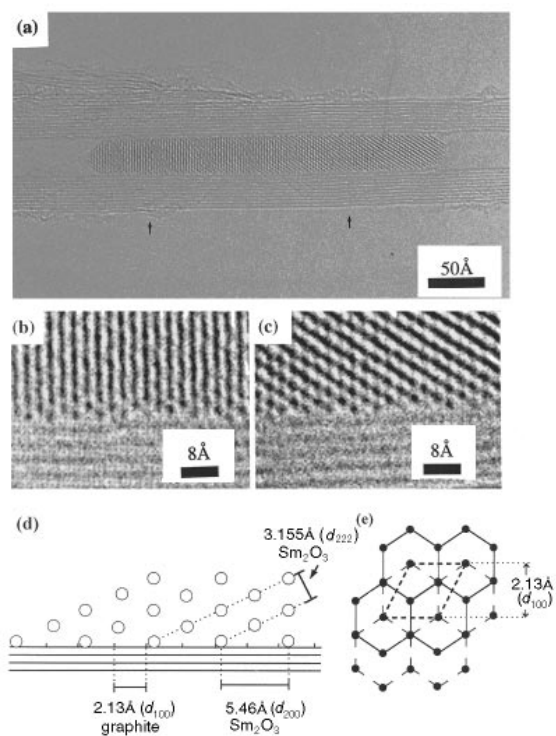 (a)
50Å
(b)
8Å
(c)
8Å
(d)
3.155Å (d222)
Sm2O3
2.13Å (d100)
graphite
5.46Å (d200)
Sm2O3
(e)
2.13Å
(d100)